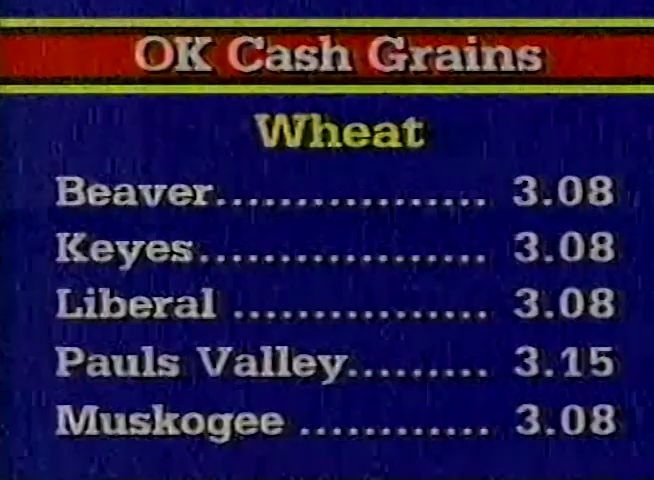 OK Cash Grains
Wheat
Beaver................. 3.08
Keyes.................. 3.08
Liberal ................ 3.08
Pauls Valley......... 3.15
Muskogee ............ 3.08